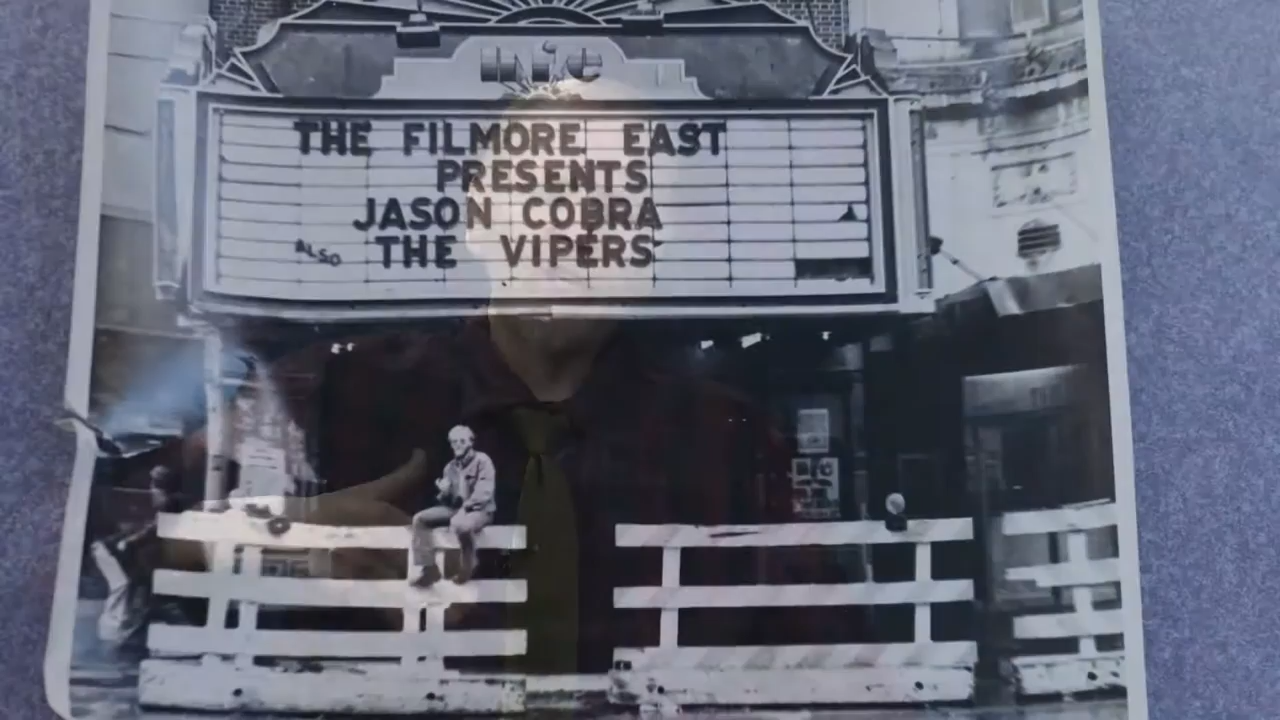 THE FILMORE EAST
PRESENTS
JASON COBRA
ALSO THE VIPERS